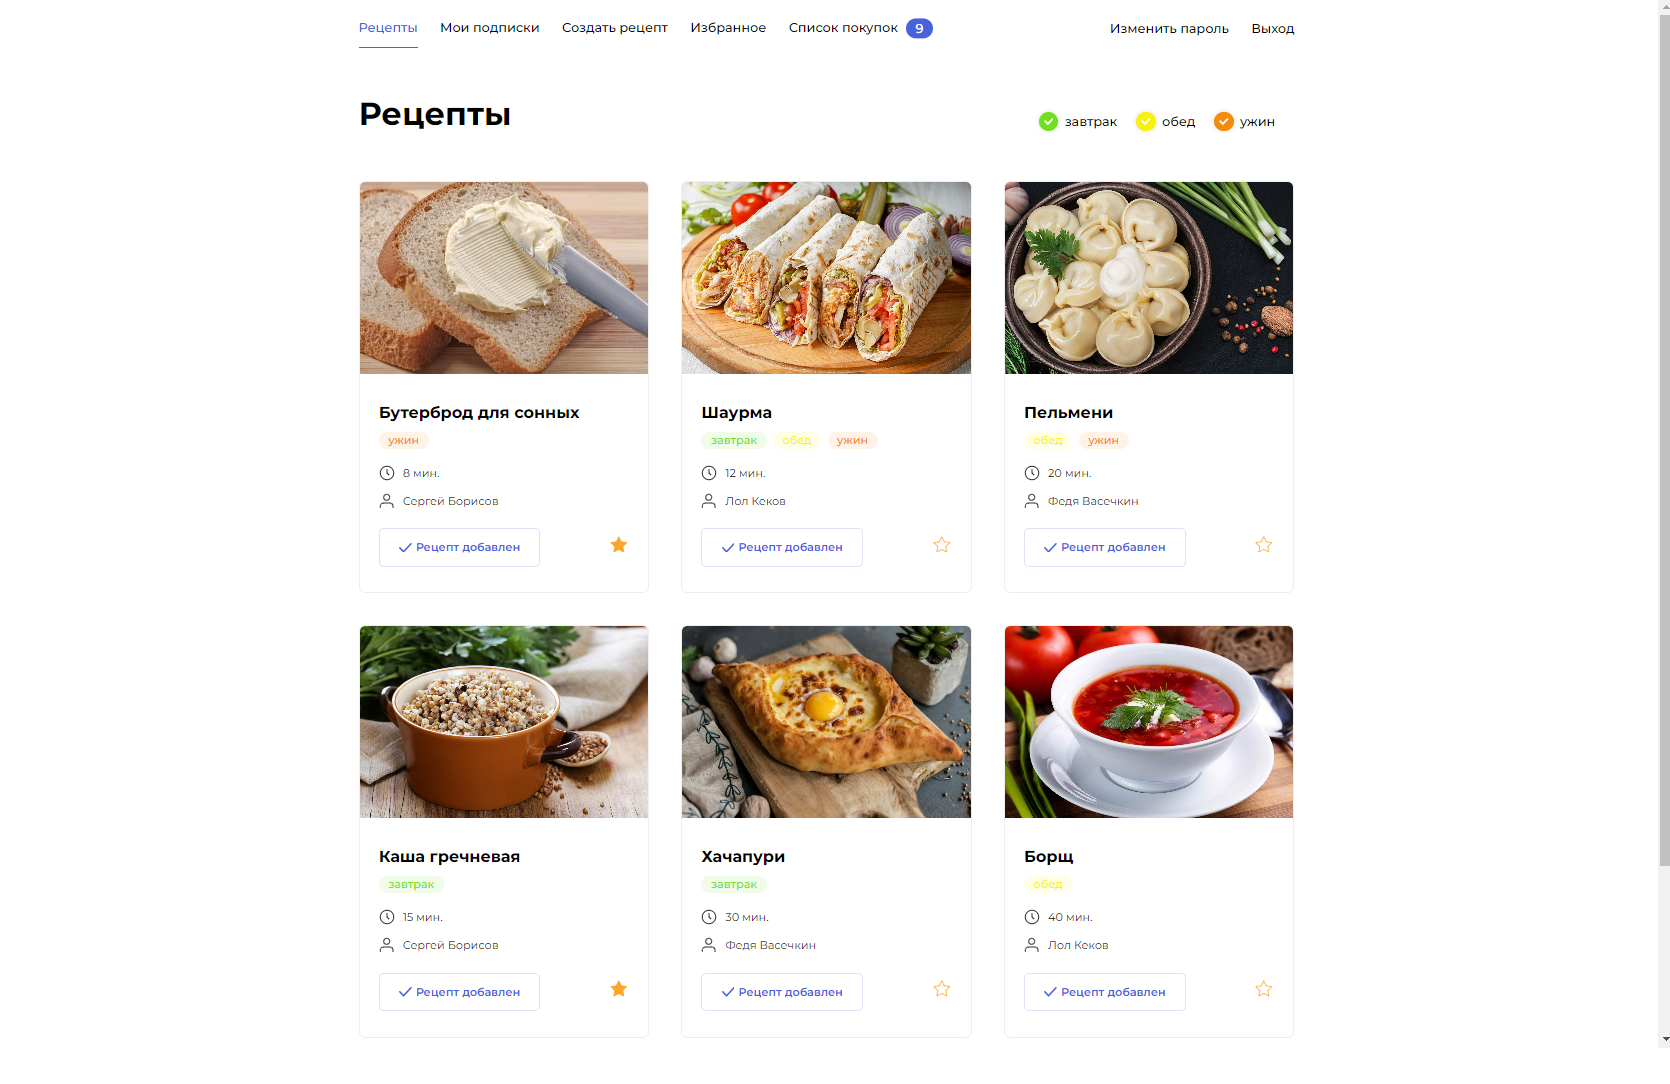 Рецепты Мои подписки Создать рецепт Избранное Список покупок 9 Изменить пароль Выход
Рецепты
завтрак обед ужин
Бутерброд для сонных
ужин
8 мин.
Сергей Борисов
Рецепт добавлен
Шаурма
завтрак обед ужин
12 мин.
Лол Кеков
Рецепт добавлен
Пельмени
обед ужин
20 мин.
Федя Васечкин
Рецепт добавлен
Каша гречневая
завтрак
15 мин.
Сергей Борисов
Рецепт добавлен
Хачапури
завтрак
30 мин.
Федя Васечкин
Рецепт добавлен
Борщ
обед
40 мин.
Лол Кеков
Рецепт добавлен